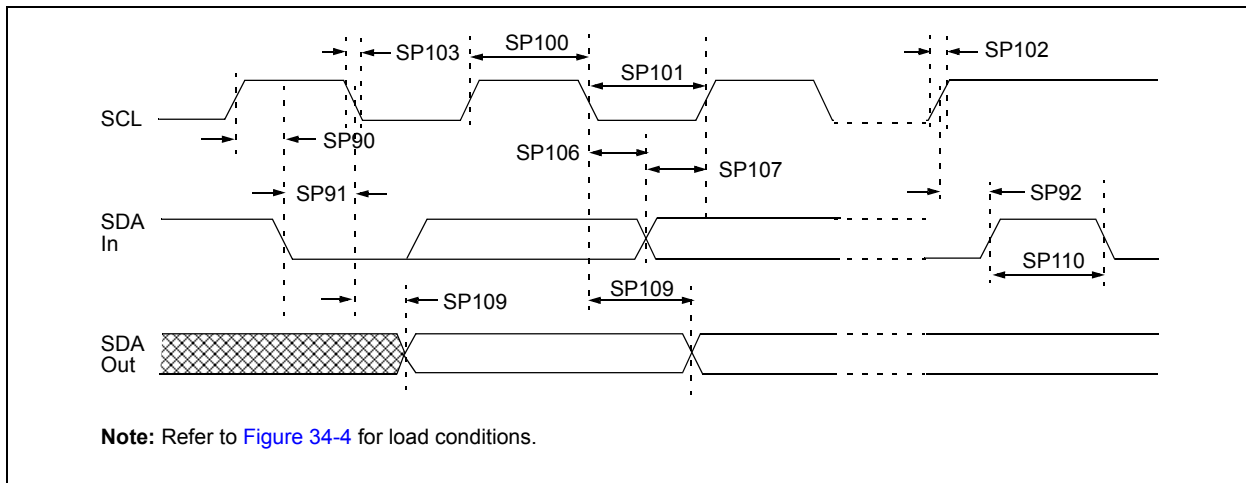 SP103
SP100
SP102
SP101
SCL
SP90
SP106
SP107
SP91
SP92
SDA
In
SP110
SP109
SP109
SDA
Out
Note: Refer to Figure 34-4 for load conditions.